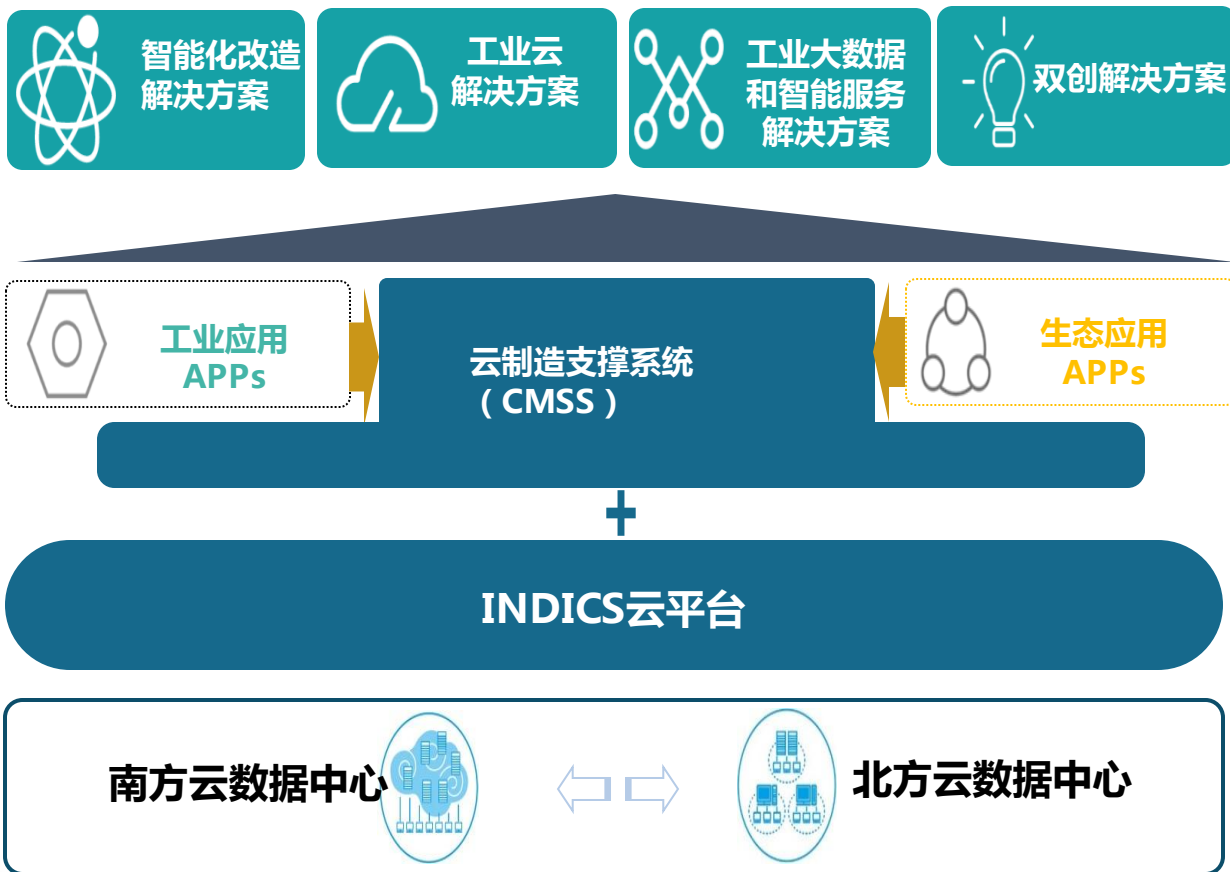 智能化改造
解决方案
工业云
解决方案
工业大数据
和智能服务
解决方案
双创解决方案
工业应用
APPs
云制造支撑系统
（CMSS）
生态应用
APPs
INDICS云平台
南方云数据中心
北方云数据中心